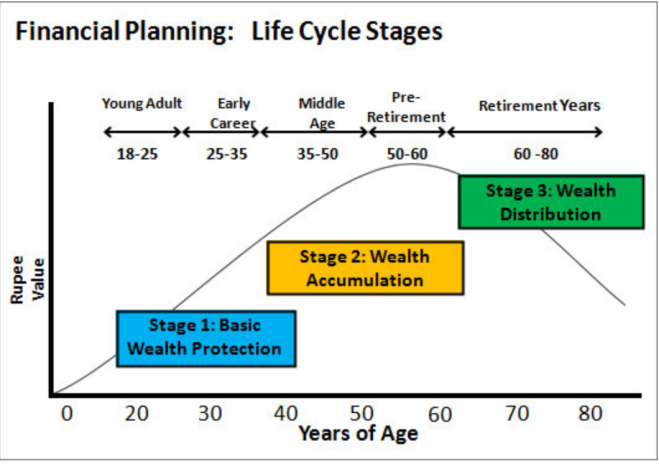 Financial Planning: Life Cycle Stages
Young Adult
Early
Career
Middle
Age
Pre-
Retirement
Retirement Years
18-25
25-35
35-50
50-60
60 -80
Stage 3: Wealth
Distribution
Stage 2: Wealth
Accumulation
Stage 1: Basic
Wealth Protection
Rupee
Value
0 20 30 40 50 60 70 80
Years of Age